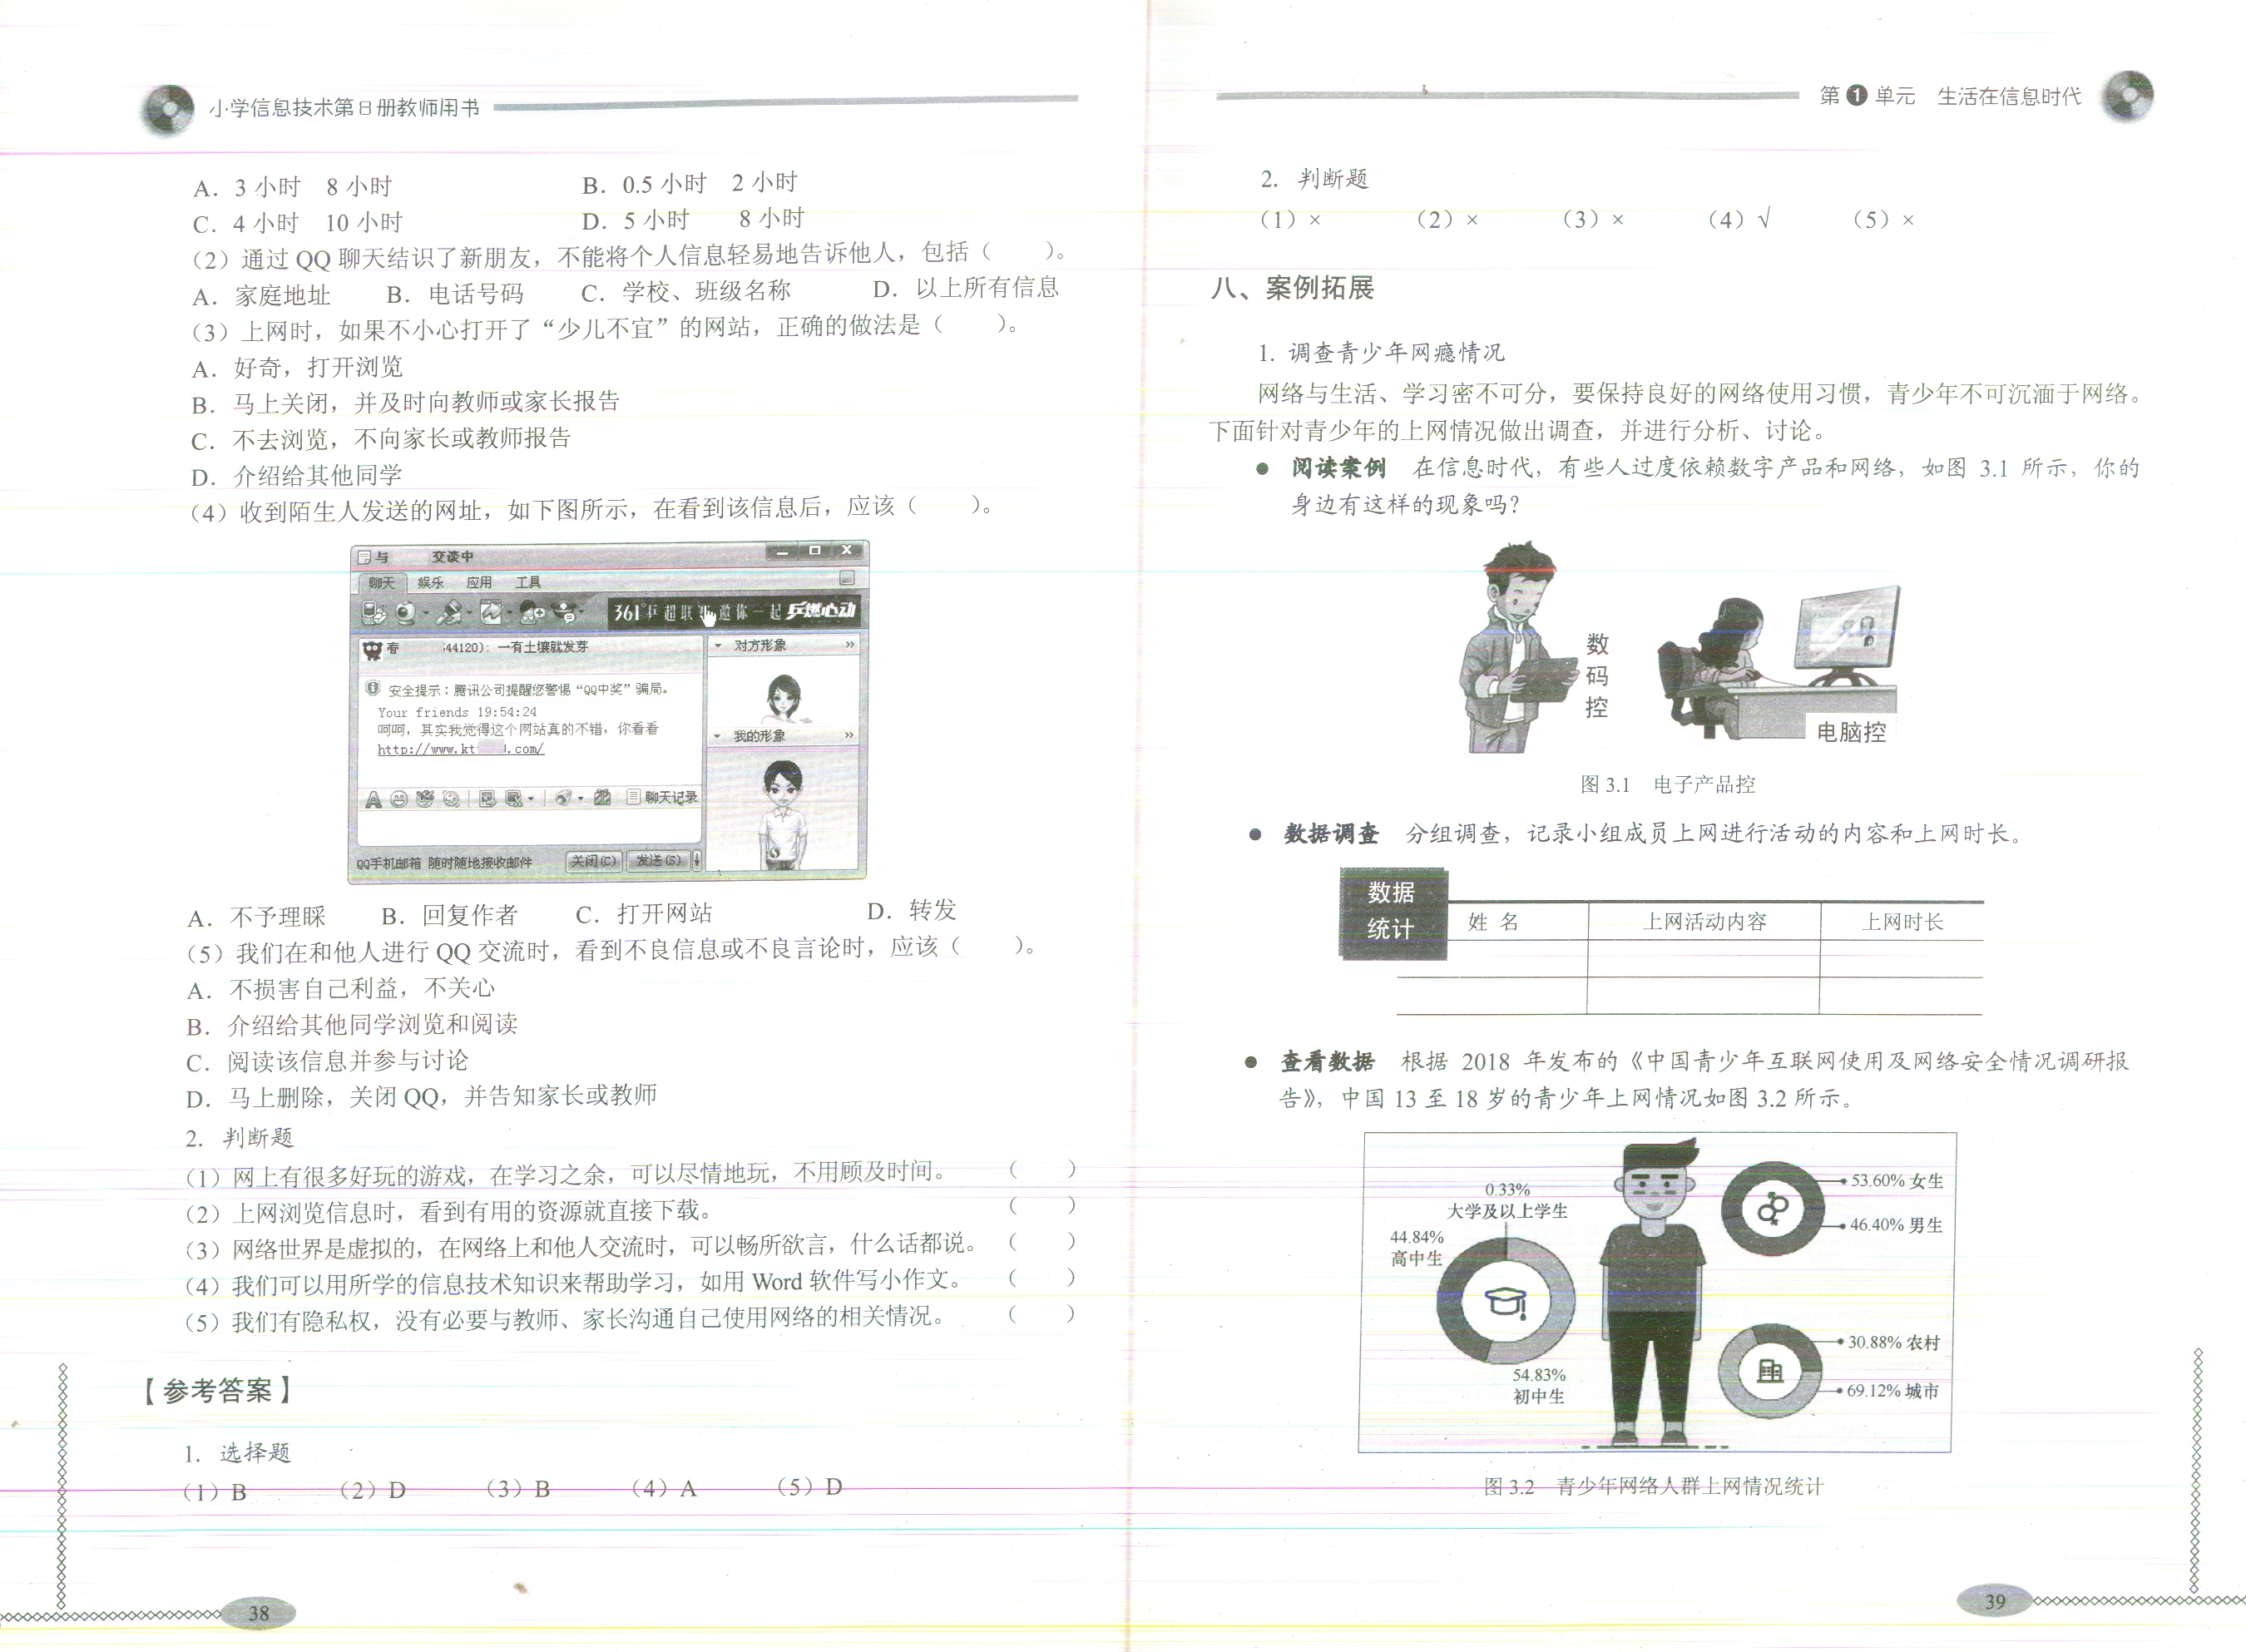 小学信息技术第8册教师用书
A. 3 小时 8 小时 B. 0.5 小时 2 小时
C. 4 小时 10 小时 D. 5 小时 8 小时
（2）通过 QQ 聊天结识了新朋友，不能将个人信息轻易地告诉他人，包括（ ）。
A. 家庭地址 B. 电话号码 C. 学校、班级名称 D. 以上所有信息
（3）上网时，如果不小心打开了“少儿不宜”的网站，正确的做法是（ ）。
A. 好奇，打开浏览
B. 马上关闭，并及时向教师或家长报告
C. 不去浏览，不向家长或教师报告
D. 介绍给其他同学
（4）收到陌生人发送的网址，如下图所示，在看到该信息后，应该（ ）。
与 交谈中
聊天 娱乐 应用 工具
361° 乒超联 邀你一起 乒燃心动
春 44120）：一有土壤就发芽
对方形象
安全提示：腾讯公司提醒您警惕“QQ中奖”骗局。
Your friends 19:54:24
呵呵，其实我觉得这个网站真的不错，你看看
http://www.kt .com/
我的形象
聊天记录
QQ手机邮箱 随时随地接收邮件 关闭(C) 发送(S)
A. 不予理睬 B. 回复作者 C. 打开网站 D. 转发
（5）我们在和他人进行 QQ 交流时，看到不良信息或不良言论时，应该（ ）。
A. 不损害自己利益，不关心
B. 介绍给其他同学浏览和阅读
C. 阅读该信息并参与讨论
D. 马上删除，关闭 QQ，并告知家长或教师
2. 判断题
（1）网上有很多好玩的游戏，在学习之余，可以尽情地玩，不用顾及时间。 （ ）
（2）上网浏览信息时，看到有用的资源就直接下载。 （ ）
（3）网络世界是虚拟的，在网络上和他人交流时，可以畅所欲言，什么话都说。 （ ）
（4）我们可以用所学的信息技术知识来帮助学习，如用 Word 软件写小作文。 （ ）
（5）我们有隐私权，没有必要与教师、家长沟通自己使用网络的相关情况。 （ ）
【参考答案】
1. 选择题
（1）B （2）D （3）B （4）A （5）D
38
第1单元 生活在信息时代
2. 判断题
（1）× （2）× （3）× （4）√ （5）×
八、案例拓展
1. 调查青少年网瘾情况
网络与生活、学习密不可分，要保持良好的网络使用习惯，青少年不可沉湎于网络。
下面针对青少年的上网情况做出调查，并进行分析、讨论。
● 阅读案例 在信息时代，有些人过度依赖数字产品和网络，如图 3.1 所示，你的
身边有这样的现象吗？
数码控
电脑控
图 3.1 电子产品控
● 数据调查 分组调查，记录小组成员上网进行活动的内容和上网时长。
数据
统计
姓 名 上网活动内容 上网时长
● 查看数据 根据 2018 年发布的《中国青少年互联网使用及网络安全情况调研报
告》，中国 13 至 18 岁的青少年上网情况如图 3.2 所示。
0.33%
大学及以上学生
44.84%
高中生
54.83%
初中生
53.60% 女生
46.40% 男生
30.88% 农村
69.12% 城市
图 3.2 青少年网络人群上网情况统计
39